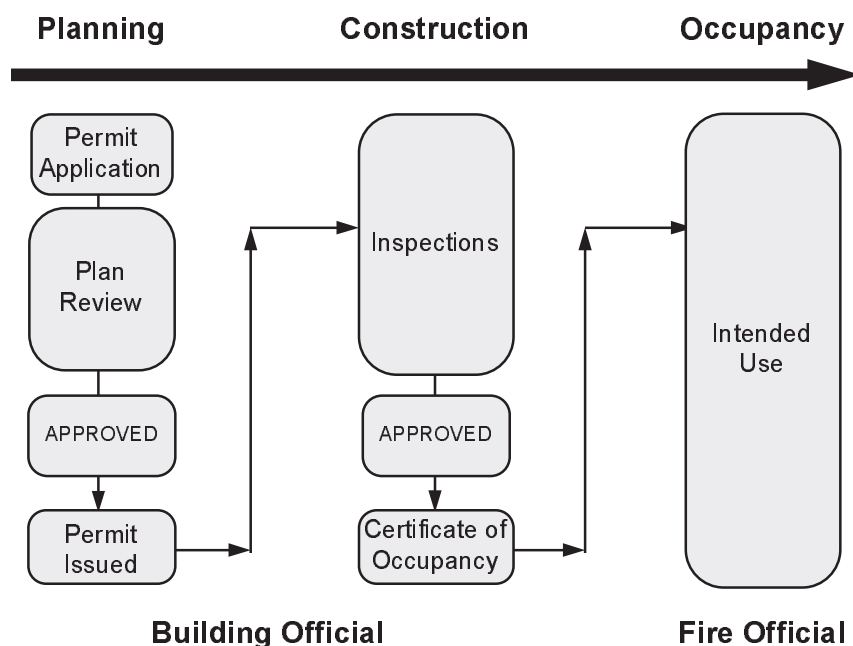 Planning
Construction
Occupancy
Permit
Application
Plan
Review
APPROVED
Permit
Issued
Inspections
APPROVED
Certificate of
Occupancy
Intended
Use
Building Official
Fire Official